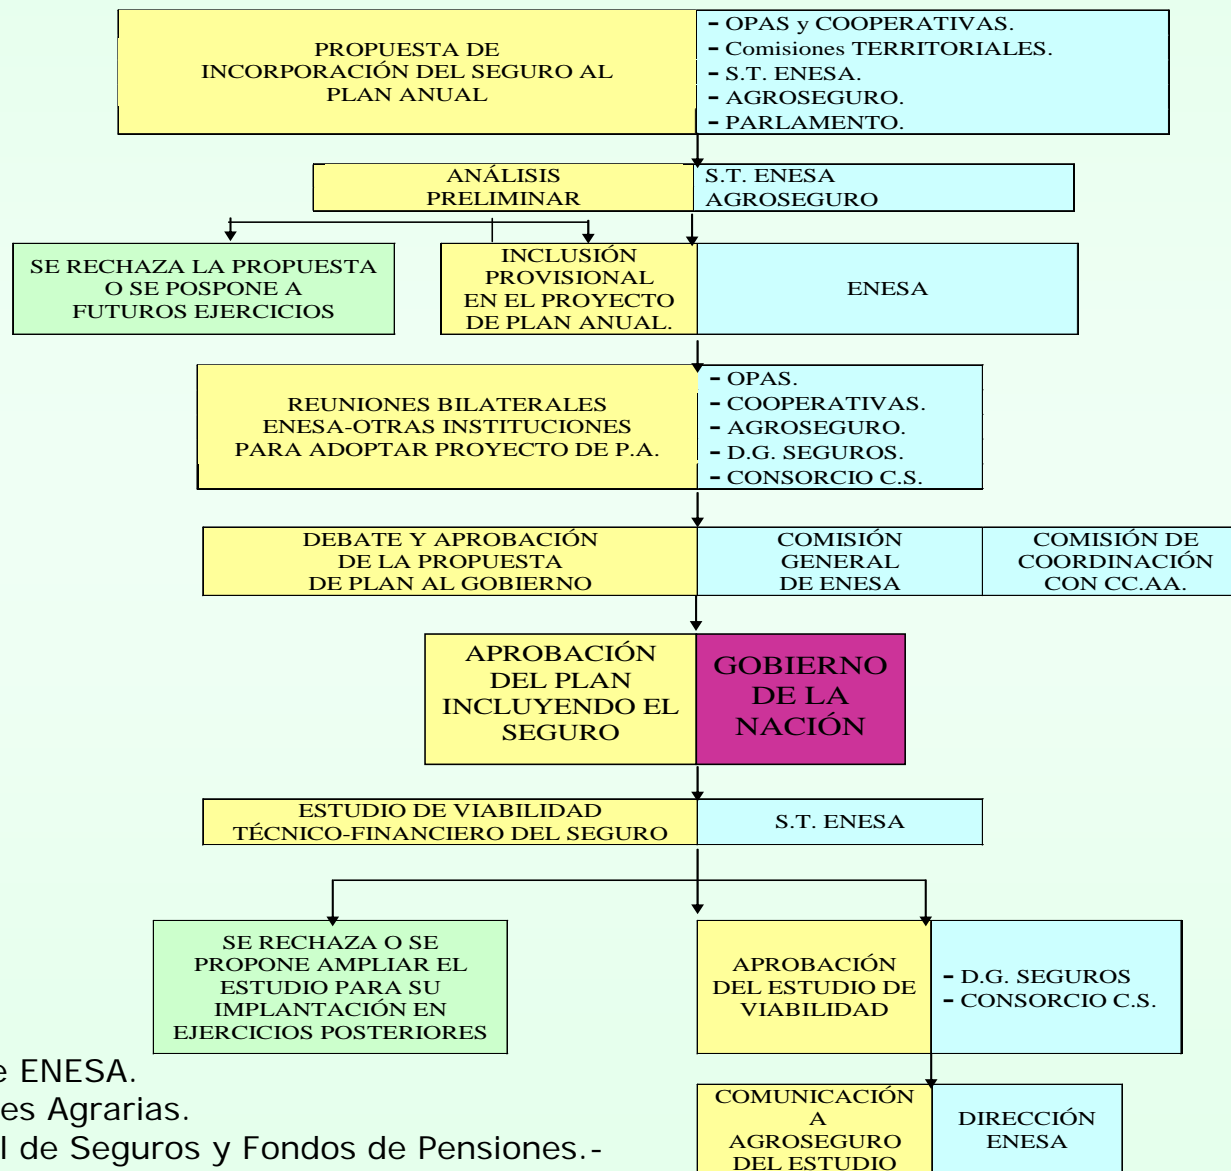 PROPUESTA DE
INCORPORACIÓN DEL SEGURO AL
PLAN ANUAL
- OPAS y COOPERATIVAS.
- Comisiones TERRITORIALES.
- S.T. ENESA.
- AGROSEGURO.
- PARLAMENTO.
ANÁLISIS
PRELIMINAR
S.T. ENESA
AGROSEGURO
SE RECHAZA LA PROPUESTA
O SE POSPONE A
FUTUROS EJERCICIOS
INCLUSIÓN
PROVISIONAL
EN EL PROYECTO
DE PLAN ANUAL.
ENESA
REUNIONES BILATERALES
ENESA-OTRAS INSTITUCIONES
PARA ADOPTAR PROYECTO DE P.A.
- OPAS.
- COOPERATIVAS.
- AGROSEGURO.
- D.G. SEGUROS.
- CONSORCIO C.S.
DEBATE Y APROBACIÓN
DE LA PROPUESTA
DE PLAN AL GOBIERNO
COMISIÓN
GENERAL
DE ENESA
COMISIÓN DE
COORDINACIÓN
CON CC.AA.
APROBACIÓN
DEL PLAN
INCLUYENDO EL
SEGURO
GOBIERNO
DE LA
NACIÓN
ESTUDIO DE VIABILIDAD
TÉCNICO-FINANCIERO DEL SEGURO
S.T. ENESA
SE RECHAZA O SE
PROPONE AMPLIAR EL
ESTUDIO PARA SU
IMPLANTACIÓN EN
EJERCICIOS POSTERIORES
APROBACIÓN
DEL ESTUDIO DE
VIABILIDAD
- D.G. SEGUROS
- CONSORCIO C.S.
COMUNICACIÓN
A
AGROSEGURO
DEL ESTUDIO
DIRECCIÓN
ENESA
e ENESA.
es Agrarias.
l de Seguros y Fondos de Pensiones.-